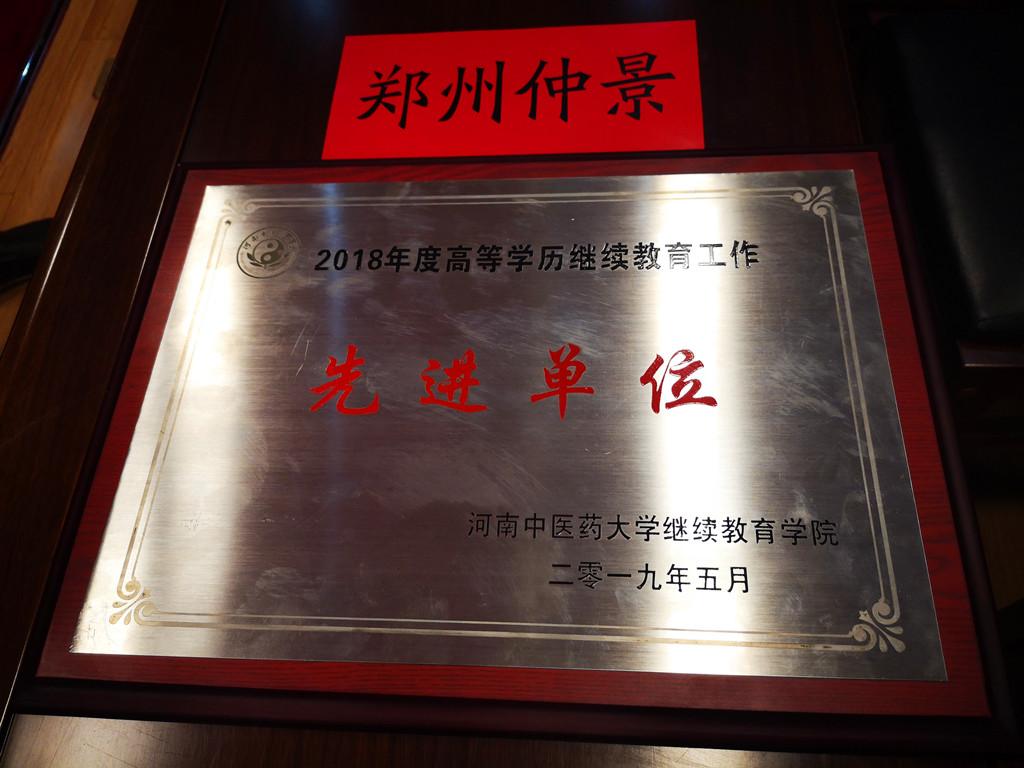 郑州仲景
2018年度高等学历继续教育工作
先进单位
河南中医药大学继续教育学院
二零一九年五月